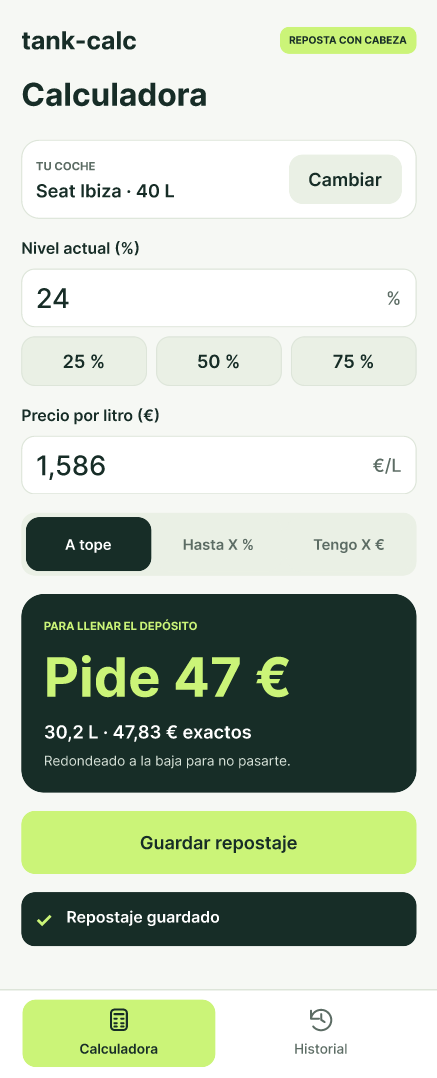 tank-calc
REPOSTA CON CABEZA
Calculadora
TU COCHE
Seat Ibiza · 40 L
Cambiar
Nivel actual (%)
24 %
25 % 50 % 75 %
Precio por litro (€)
1,586 €/L
A tope Hasta X % Tengo X €
PARA LLENAR EL DEPÓSITO
Pide 47 €
30,2 L · 47,83 € exactos
Redondeado a la baja para no pasarte.
Guardar repostaje
Repostaje guardado
Calculadora Historial